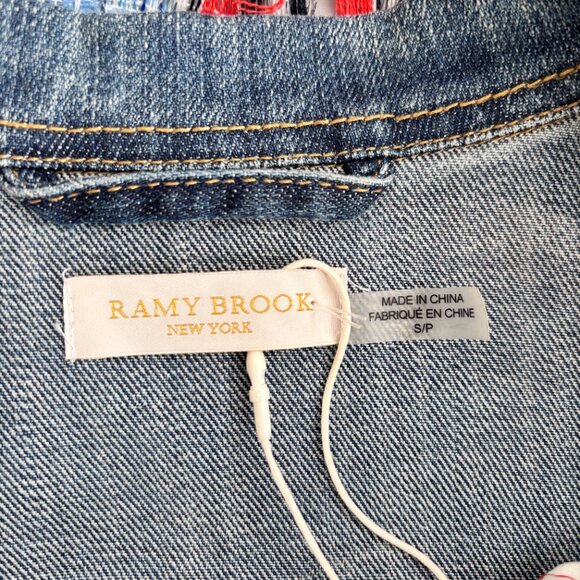 RAMY BROOK
NEW YORK
MADE IN CHINA
FABRIQUÉ EN CHINE
S/P